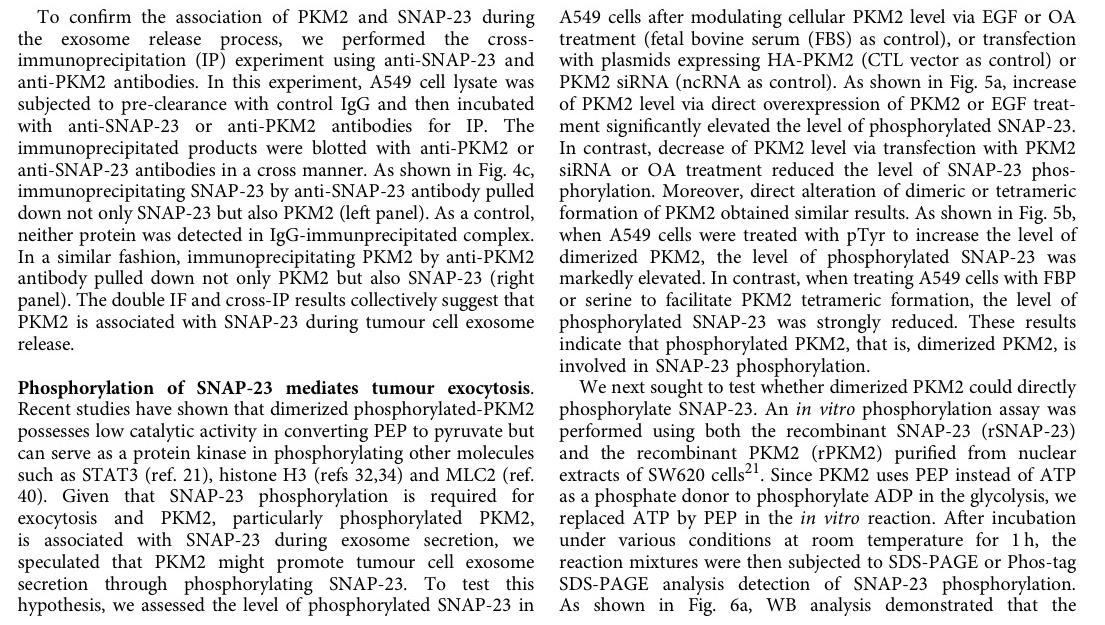 To confirm the association of PKM2 and SNAP-23 during
the exosome release process, we performed the cross-
immunoprecipitation (IP) experiment using anti-SNAP-23 and
anti-PKM2 antibodies. In this experiment, A549 cell lysate was
subjected to pre-clearance with control IgG and then incubated
with anti-SNAP-23 or anti-PKM2 antibodies for IP. The
immunoprecipitated products were blotted with anti-PKM2 or
anti-SNAP-23 antibodies in a cross manner. As shown in Fig. 4c,
immunoprecipitating SNAP-23 by anti-SNAP-23 antibody pulled
down not only SNAP-23 but also PKM2 (left panel). As a control,
neither protein was detected in IgG-immunprecipitated complex.
In a similar fashion, immunoprecipitating PKM2 by anti-PKM2
antibody pulled down not only PKM2 but also SNAP-23 (right
panel). The double IF and cross-IP results collectively suggest that
PKM2 is associated with SNAP-23 during tumour cell exosome
release.
Phosphorylation of SNAP-23 mediates tumour exocytosis.
Recent studies have shown that dimerized phosphorylated-PKM2
possesses low catalytic activity in converting PEP to pyruvate but
can serve as a protein kinase in phosphorylating other molecules
such as STAT3 (ref. 21), histone H3 (refs 32,34) and MLC2 (ref.
40). Given that SNAP-23 phosphorylation is required for
exocytosis and PKM2, particularly phosphorylated PKM2,
is associated with SNAP-23 during exosome secretion, we
speculated that PKM2 might promote tumour cell exosome
secretion through phosphorylating SNAP-23. To test this
hypothesis, we assessed the level of phosphorylated SNAP-23 in
A549 cells after modulating cellular PKM2 level via EGF or OA
treatment (fetal bovine serum (FBS) as control), or transfection
with plasmids expressing HA-PKM2 (CTL vector as control) or
PKM2 siRNA (ncRNA as control). As shown in Fig. 5a, increase
of PKM2 level via direct overexpression of PKM2 or EGF treat-
ment significantly elevated the level of phosphorylated SNAP-23.
In contrast, decrease of PKM2 level via transfection with PKM2
siRNA or OA treatment reduced the level of SNAP-23 phos-
phorylation. Moreover, direct alteration of dimeric or tetrameric
formation of PKM2 obtained similar results. As shown in Fig. 5b,
when A549 cells were treated with pTyr to increase the level of
dimerized PKM2, the level of phosphorylated SNAP-23 was
markedly elevated. In contrast, when treating A549 cells with FBP
or serine to facilitate PKM2 tetrameric formation, the level of
phosphorylated SNAP-23 was strongly reduced. These results
indicate that phosphorylated PKM2, that is, dimerized PKM2, is
involved in SNAP-23 phosphorylation.
We next sought to test whether dimerized PKM2 could directly
phosphorylate SNAP-23. An in vitro phosphorylation assay was
performed using both the recombinant SNAP-23 (rSNAP-23)
and the recombinant PKM2 (rPKM2) purified from nuclear
extracts of SW620 cells21. Since PKM2 uses PEP instead of ATP
as a phosphate donor to phosphorylate ADP in the glycolysis, we
replaced ATP by PEP in the in vitro reaction. After incubation
under various conditions at room temperature for 1 h, the
reaction mixtures were then subjected to SDS-PAGE or Phos-tag
SDS-PAGE analysis detection of SNAP-23 phosphorylation.
As shown in Fig. 6a, WB analysis demonstrated that the